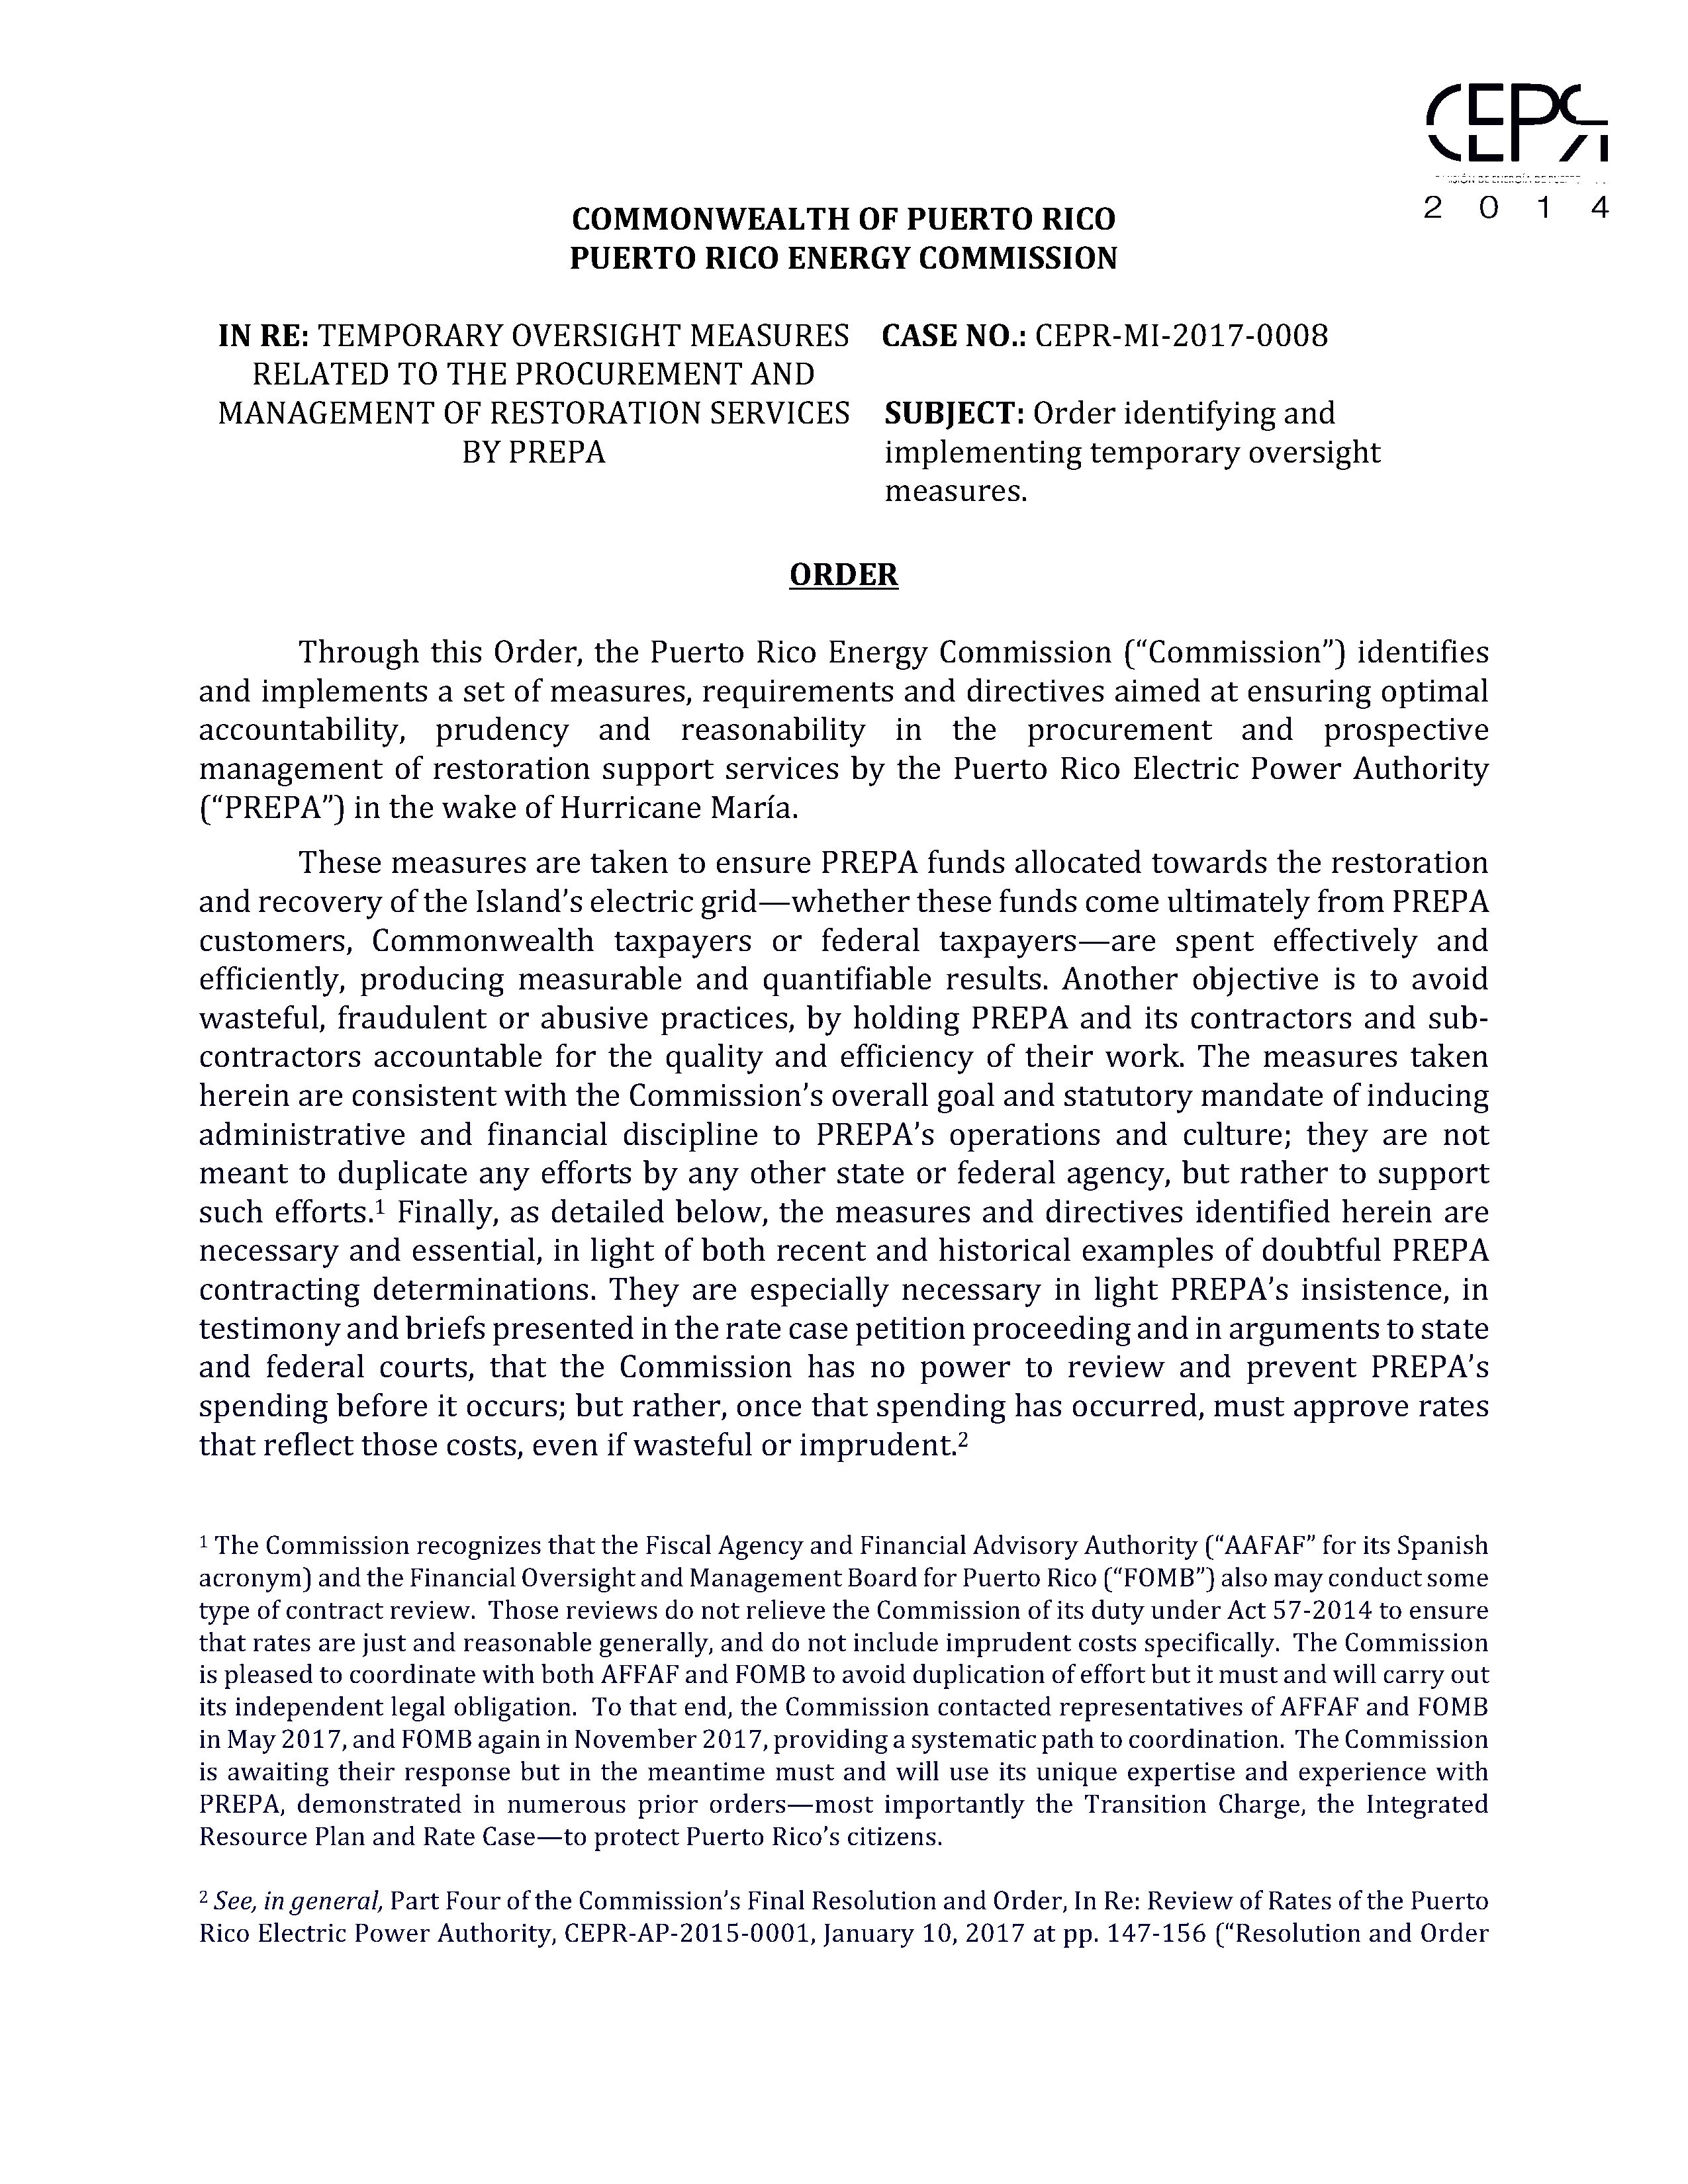 CEPR
2 0 1 4
COMMONWEALTH OF PUERTO RICO
PUERTO RICO ENERGY COMMISSION
IN RE: TEMPORARY OVERSIGHT MEASURES
RELATED TO THE PROCUREMENT AND
MANAGEMENT OF RESTORATION SERVICES
BY PREPA
CASE NO.: CEPR-MI-2017-0008
SUBJECT: Order identifying and
implementing temporary oversight
measures.
ORDER
Through this Order, the Puerto Rico Energy Commission (“Commission”) identifies
and implements a set of measures, requirements and directives aimed at ensuring optimal
accountability, prudency and reasonability in the procurement and prospective
management of restoration support services by the Puerto Rico Electric Power Authority
(“PREPA”) in the wake of Hurricane María.
These measures are taken to ensure PREPA funds allocated towards the restoration
and recovery of the Island’s electric grid—whether these funds come ultimately from PREPA
customers, Commonwealth taxpayers or federal taxpayers—are spent effectively and
efficiently, producing measurable and quantifiable results. Another objective is to avoid
wasteful, fraudulent or abusive practices, by holding PREPA and its contractors and sub-
contractors accountable for the quality and efficiency of their work. The measures taken
herein are consistent with the Commission’s overall goal and statutory mandate of inducing
administrative and financial discipline to PREPA’s operations and culture; they are not
meant to duplicate any efforts by any other state or federal agency, but rather to support
such efforts.1 Finally, as detailed below, the measures and directives identified herein are
necessary and essential, in light of both recent and historical examples of doubtful PREPA
contracting determinations. They are especially necessary in light PREPA’s insistence, in
testimony and briefs presented in the rate case petition proceeding and in arguments to state
and federal courts, that the Commission has no power to review and prevent PREPA’s
spending before it occurs; but rather, once that spending has occurred, must approve rates
that reflect those costs, even if wasteful or imprudent.2
1 The Commission recognizes that the Fiscal Agency and Financial Advisory Authority (“AAFAF” for its Spanish
acronym) and the Financial Oversight and Management Board for Puerto Rico (“FOMB”) also may conduct some
type of contract review. Those reviews do not relieve the Commission of its duty under Act 57-2014 to ensure
that rates are just and reasonable generally, and do not include imprudent costs specifically. The Commission
is pleased to coordinate with both AFFAF and FOMB to avoid duplication of effort but it must and will carry out
its independent legal obligation. To that end, the Commission contacted representatives of AFFAF and FOMB
in May 2017, and FOMB again in November 2017, providing a systematic path to coordination. The Commission
is awaiting their response but in the meantime must and will use its unique expertise and experience with
PREPA, demonstrated in numerous prior orders—most importantly the Transition Charge, the Integrated
Resource Plan and Rate Case—to protect Puerto Rico’s citizens.
2 See, in general, Part Four of the Commission’s Final Resolution and Order, In Re: Review of Rates of the Puerto
Rico Electric Power Authority, CEPR-AP-2015-0001, January 10, 2017 at pp. 147-156 (“Resolution and Order